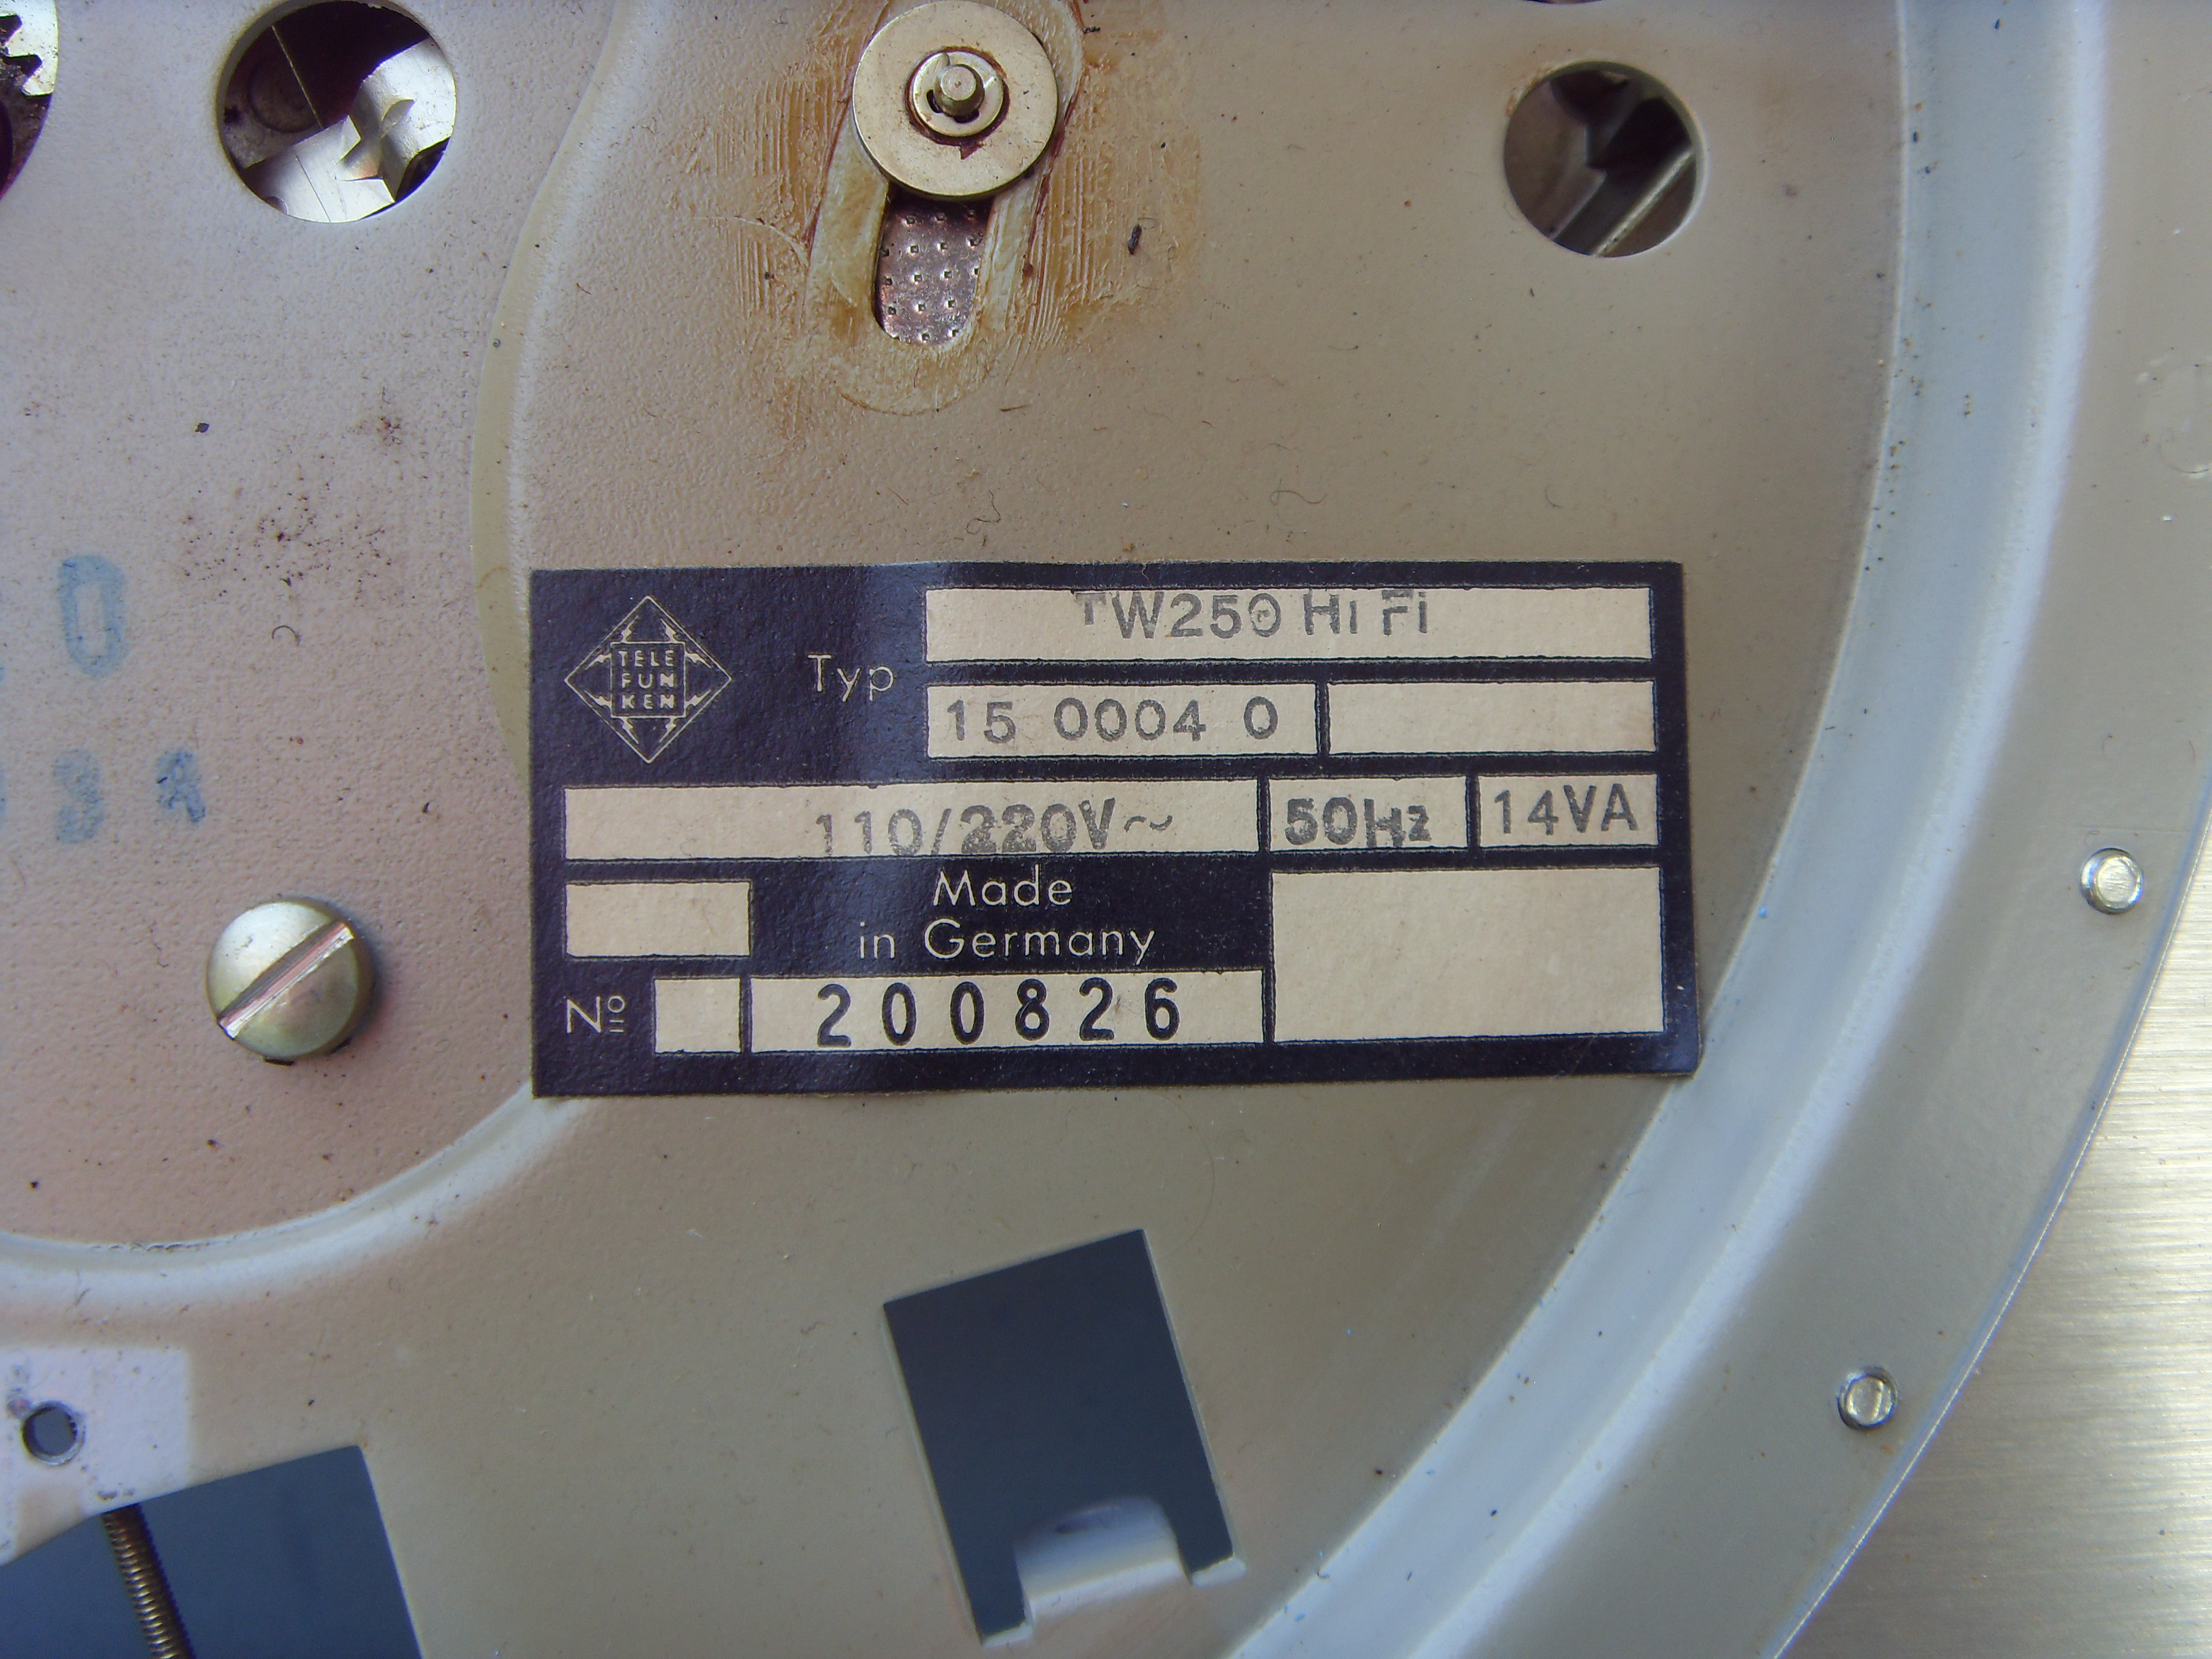 TELE
FUN
KEN
Typ
TW250 Hi Fi
15 0004 0
110/220V~ 50Hz 14VA
Made
in Germany
Nº 200826
0